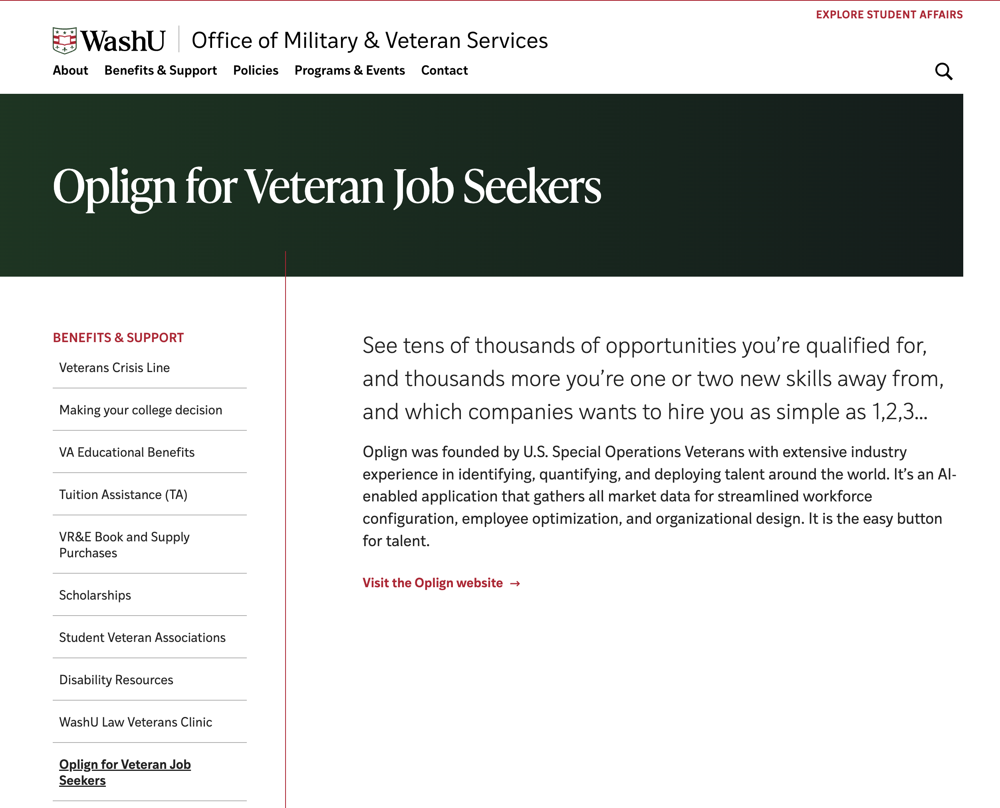 EXPLORE STUDENT AFFAIRS
WashU
Office of Military & Veteran Services
About Benefits & Support Policies Programs & Events Contact
Oplign for Veteran Job Seekers
BENEFITS & SUPPORT
Veterans Crisis Line
Making your college decision
VA Educational Benefits
Tuition Assistance (TA)
VR&E Book and Supply
Purchases
Scholarships
Student Veteran Associations
Disability Resources
WashU Law Veterans Clinic
Oplign for Veteran Job
Seekers
See tens of thousands of opportunities you’re qualified for,
and thousands more you’re one or two new skills away from,
and which companies wants to hire you as simple as 1,2,3…
Oplign was founded by U.S. Special Operations Veterans with extensive industry
experience in identifying, quantifying, and deploying talent around the world. It’s an AI-
enabled application that gathers all market data for streamlined workforce
configuration, employee optimization, and organizational design. It is the easy button
for talent.
Visit the Oplign website →